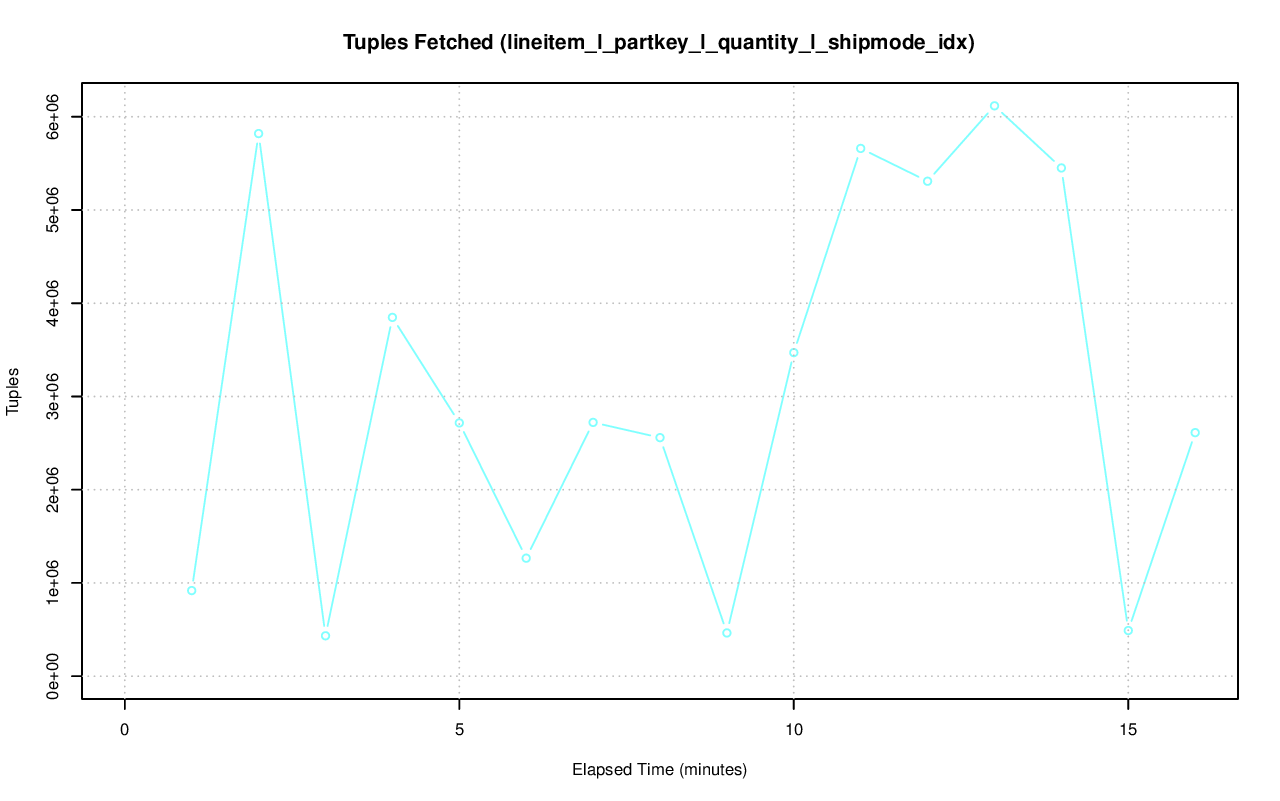 Tuples Fetched (lineitem_l_partkey_l_quantity_l_shipmode_idx)
6e+06
5e+06
4e+06
3e+06
2e+06
1e+06
0e+00
Tuples
0 5 10 15
Elapsed Time (minutes)